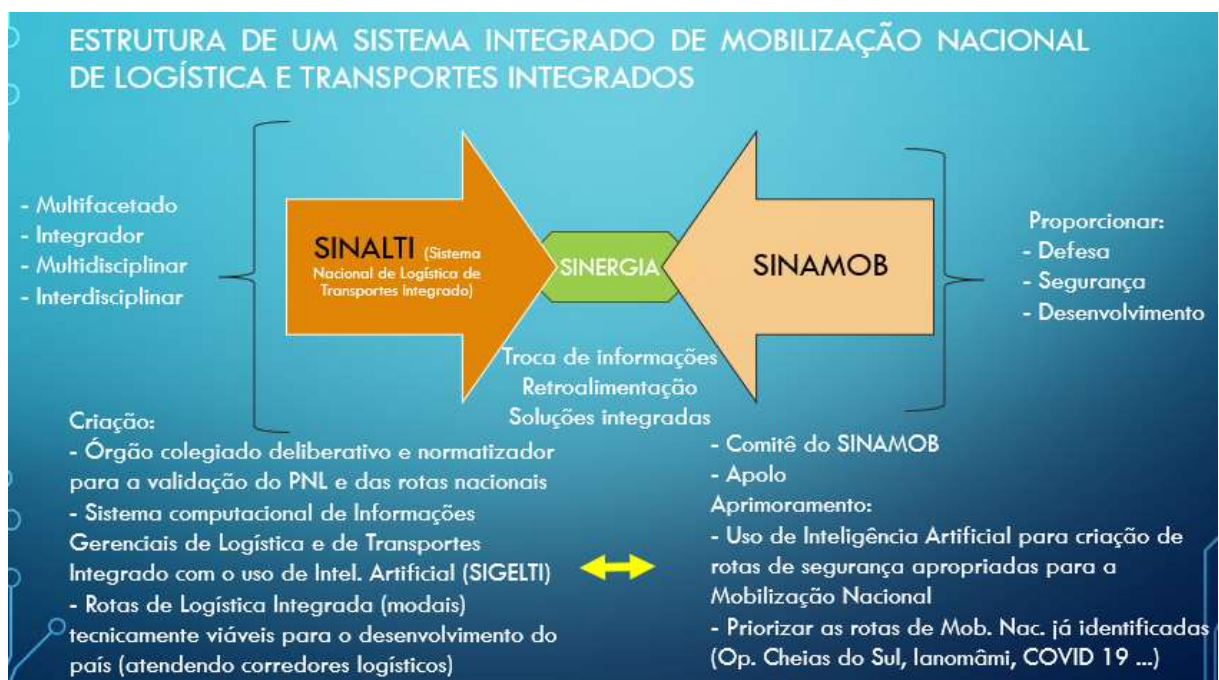 ESTRUTURA DE UM SISTEMA INTEGRADO DE MOBILIZAÇÃO NACIONAL
DE LOGÍSTICA E TRANSPORTES INTEGRADOS
- Multifacetado
- Integrador
- Multidisciplinar
- Interdisciplinar
SINALTI (Sistema
Nacional de Logística de
Transportes Integrado)
SINERGIA
SINAMOB
Proporcionar:
- Defesa
- Segurança
- Desenvolvimento
Troca de informações
Retroalimentação
Soluções integradas
Criação:
- Órgão colegiado deliberativo e normatizador
para a validação do PNL e das rotas nacionais
- Sistema computacional de Informações
Gerenciais de Logística e de Transportes
Integrado com o uso de Intel. Artificial (SIGELTI)
- Rotas de Logística Integrada (modais)
tecnicamente viáveis para o desenvolvimento do
país (atendendo corredores logísticos)
- Comitê do SINAMOB
- Apolo
Aprimoramento:
- Uso de Inteligência Artificial para criação de
rotas de segurança apropriadas para a
Mobilização Nacional
- Priorizar as rotas de Mob. Nac. já identificadas
(Op. Cheias do Sul, Ianomâmi, COVID 19 ...)